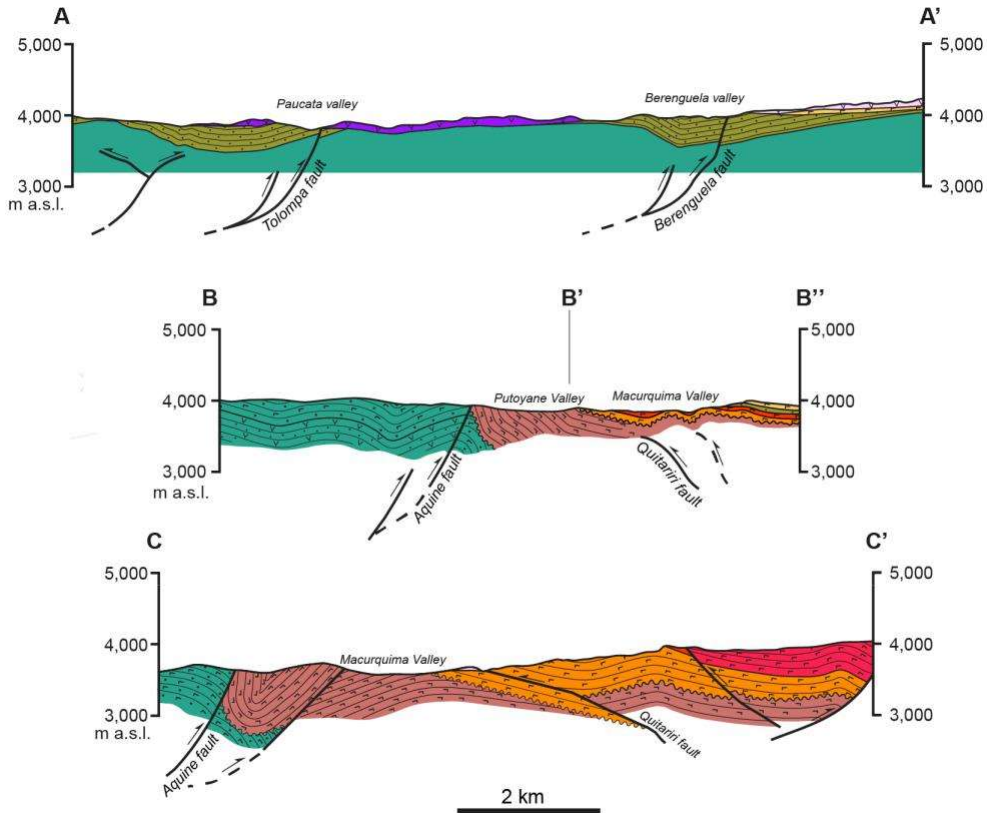 A
A'
5,000
5,000
Paucata valley
Berenguela valley
4,000
4,000
3,000
3,000
m a.s.l.
Tolompa fault
Berenguela fault
B
B'
B''
5,000
5,000
4,000
4,000
Putoyane Valley
Macurquima Valley
3,000
3,000
m a.s.l.
Aquine fault
Quitariri fault
C
C'
5,000
5,000
4,000
4,000
Macurquima Valley
3,000
3,000
m a.s.l.
Aquine fault
Quitariri fault
2 km